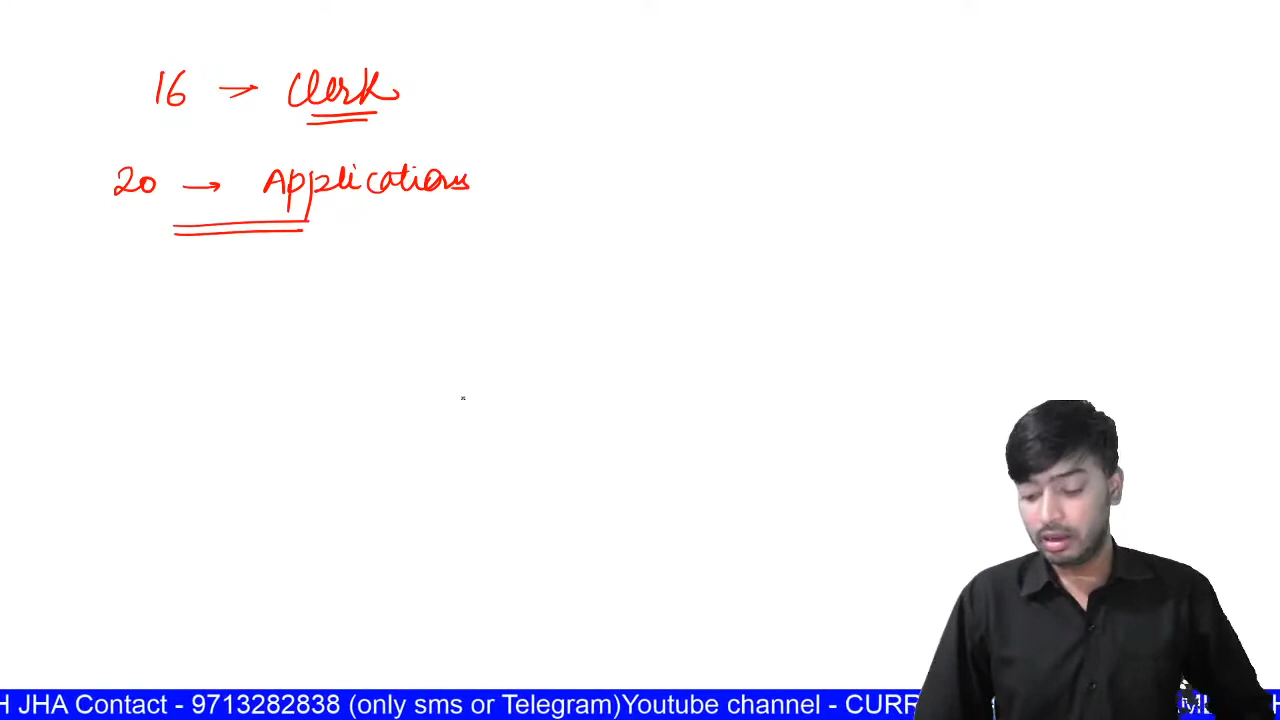 16 → Clerk
20 → Applications
H JHA Contact - 9713282838 (only sms or Telegram)Youtube channel - CURR